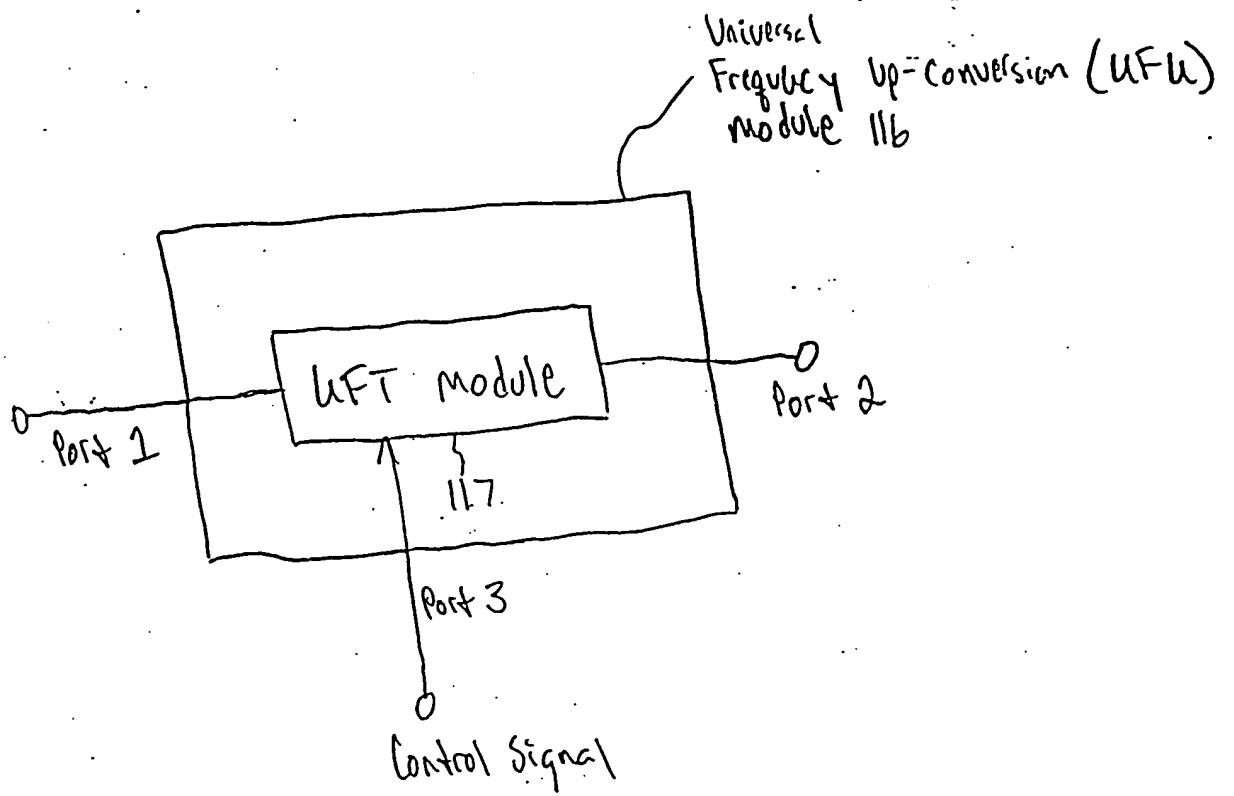 Universal
Frequency Up-Conversion (UFU)
module 116
UFT module
Port 1
Port 2
117
Port 3
Control Signal